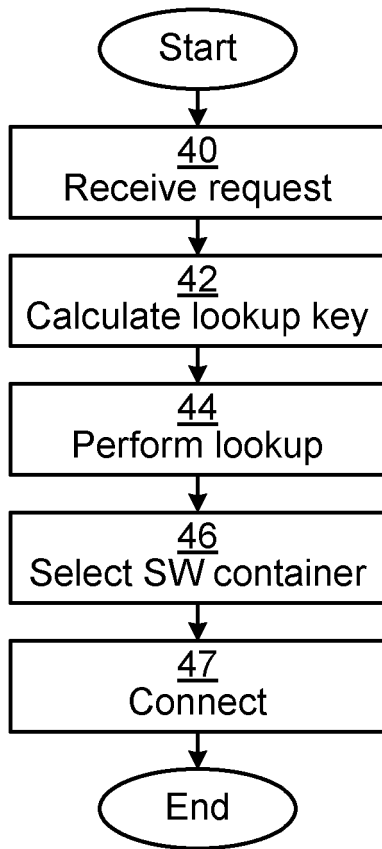 Start
40
Receive request
42
Calculate lookup key
44
Perform lookup
46
Select SW container
47
Connect
End